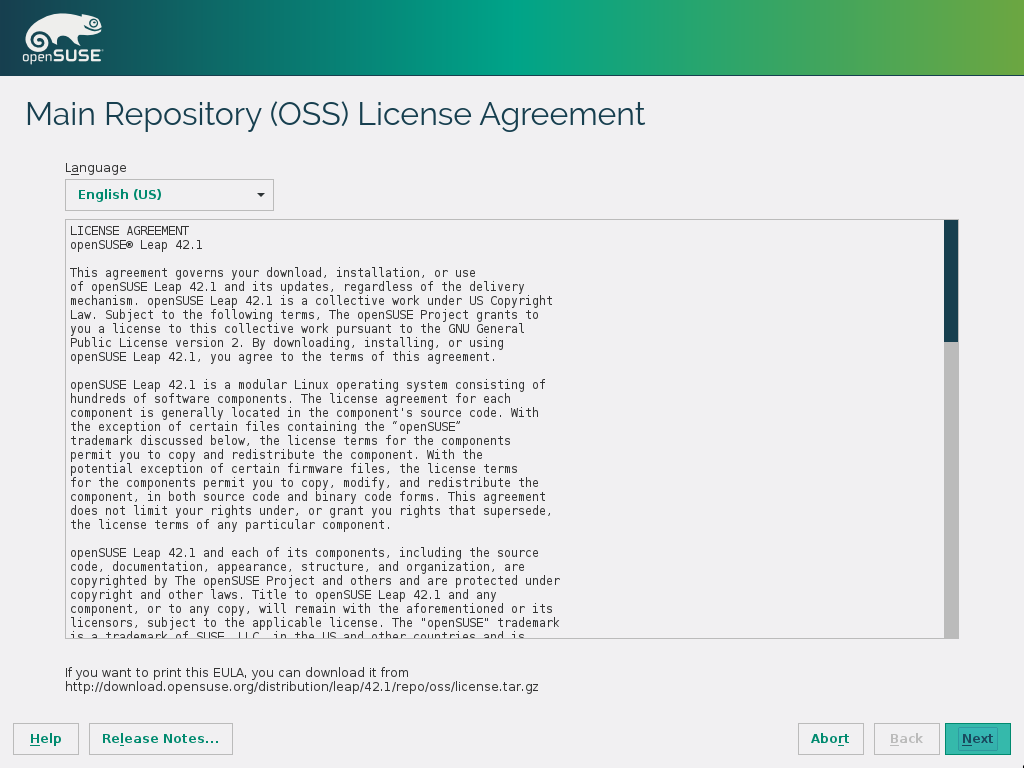 openSUSE
Main Repository (OSS) License Agreement
Language
English (US)
LICENSE AGREEMENT
openSUSE® Leap 42.1
This agreement governs your download, installation, or use
of openSUSE Leap 42.1 and its updates, regardless of the delivery
mechanism. openSUSE Leap 42.1 is a collective work under US Copyright
Law. Subject to the following terms, The openSUSE Project grants to
you a license to this collective work pursuant to the GNU General
Public License version 2. By downloading, installing, or using
openSUSE Leap 42.1, you agree to the terms of this agreement.
openSUSE Leap 42.1 is a modular Linux operating system consisting of
hundreds of software components. The license agreement for each
component is generally located in the component's source code. With
the exception of certain files containing the “openSUSE”
trademark discussed below, the license terms for the components
permit you to copy and redistribute the component. With the
potential exception of certain firmware files, the license terms
for the components permit you to copy, modify, and redistribute the
component, in both source code and binary code forms. This agreement
does not limit your rights under, or grant you rights that supersede,
the license terms of any particular component.
openSUSE Leap 42.1 and each of its components, including the source
code, documentation, appearance, structure, and organization, are
copyrighted by The openSUSE Project and others and are protected under
copyright and other laws. Title to openSUSE Leap 42.1 and any
component, or to any copy, will remain with the aforementioned or its
licensors, subject to the applicable license. The "openSUSE" trademark
is a trademark of SUSE, LLC. in the US and other countries and is
If you want to print this EULA, you can download it from
http://download.opensuse.org/distribution/leap/42.1/repo/oss/license.tar.gz
Help
Release Notes...
Abort
Back
Next